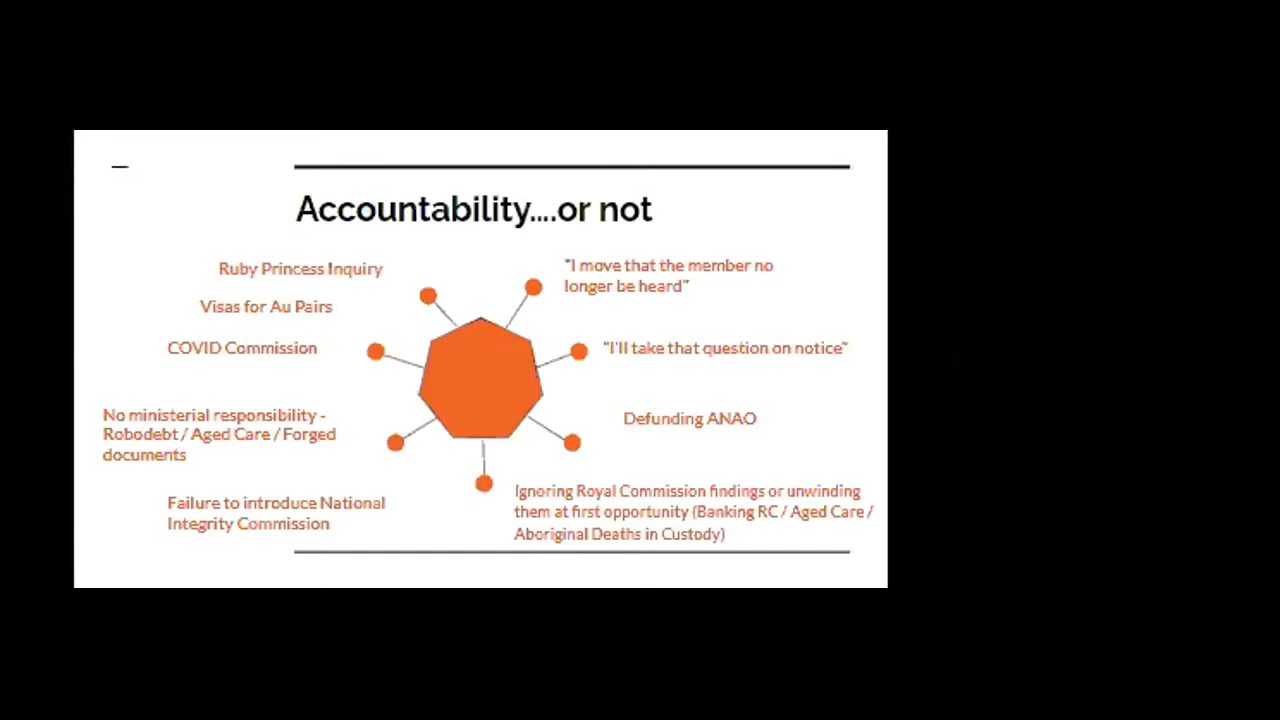 Accountability....or not
Ruby Princess Inquiry
Visas for Au Pairs
COVID Commission
No ministerial responsibility -
Robodebt / Aged Care / Forged
documents
Failure to introduce National
Integrity Commission
"I move that the member no
longer be heard"
"I'll take that question on notice"
Defunding ANAO
Ignoring Royal Commission findings or unwinding
them at first opportunity (Banking RC / Aged Care /
Aboriginal Deaths in Custody)